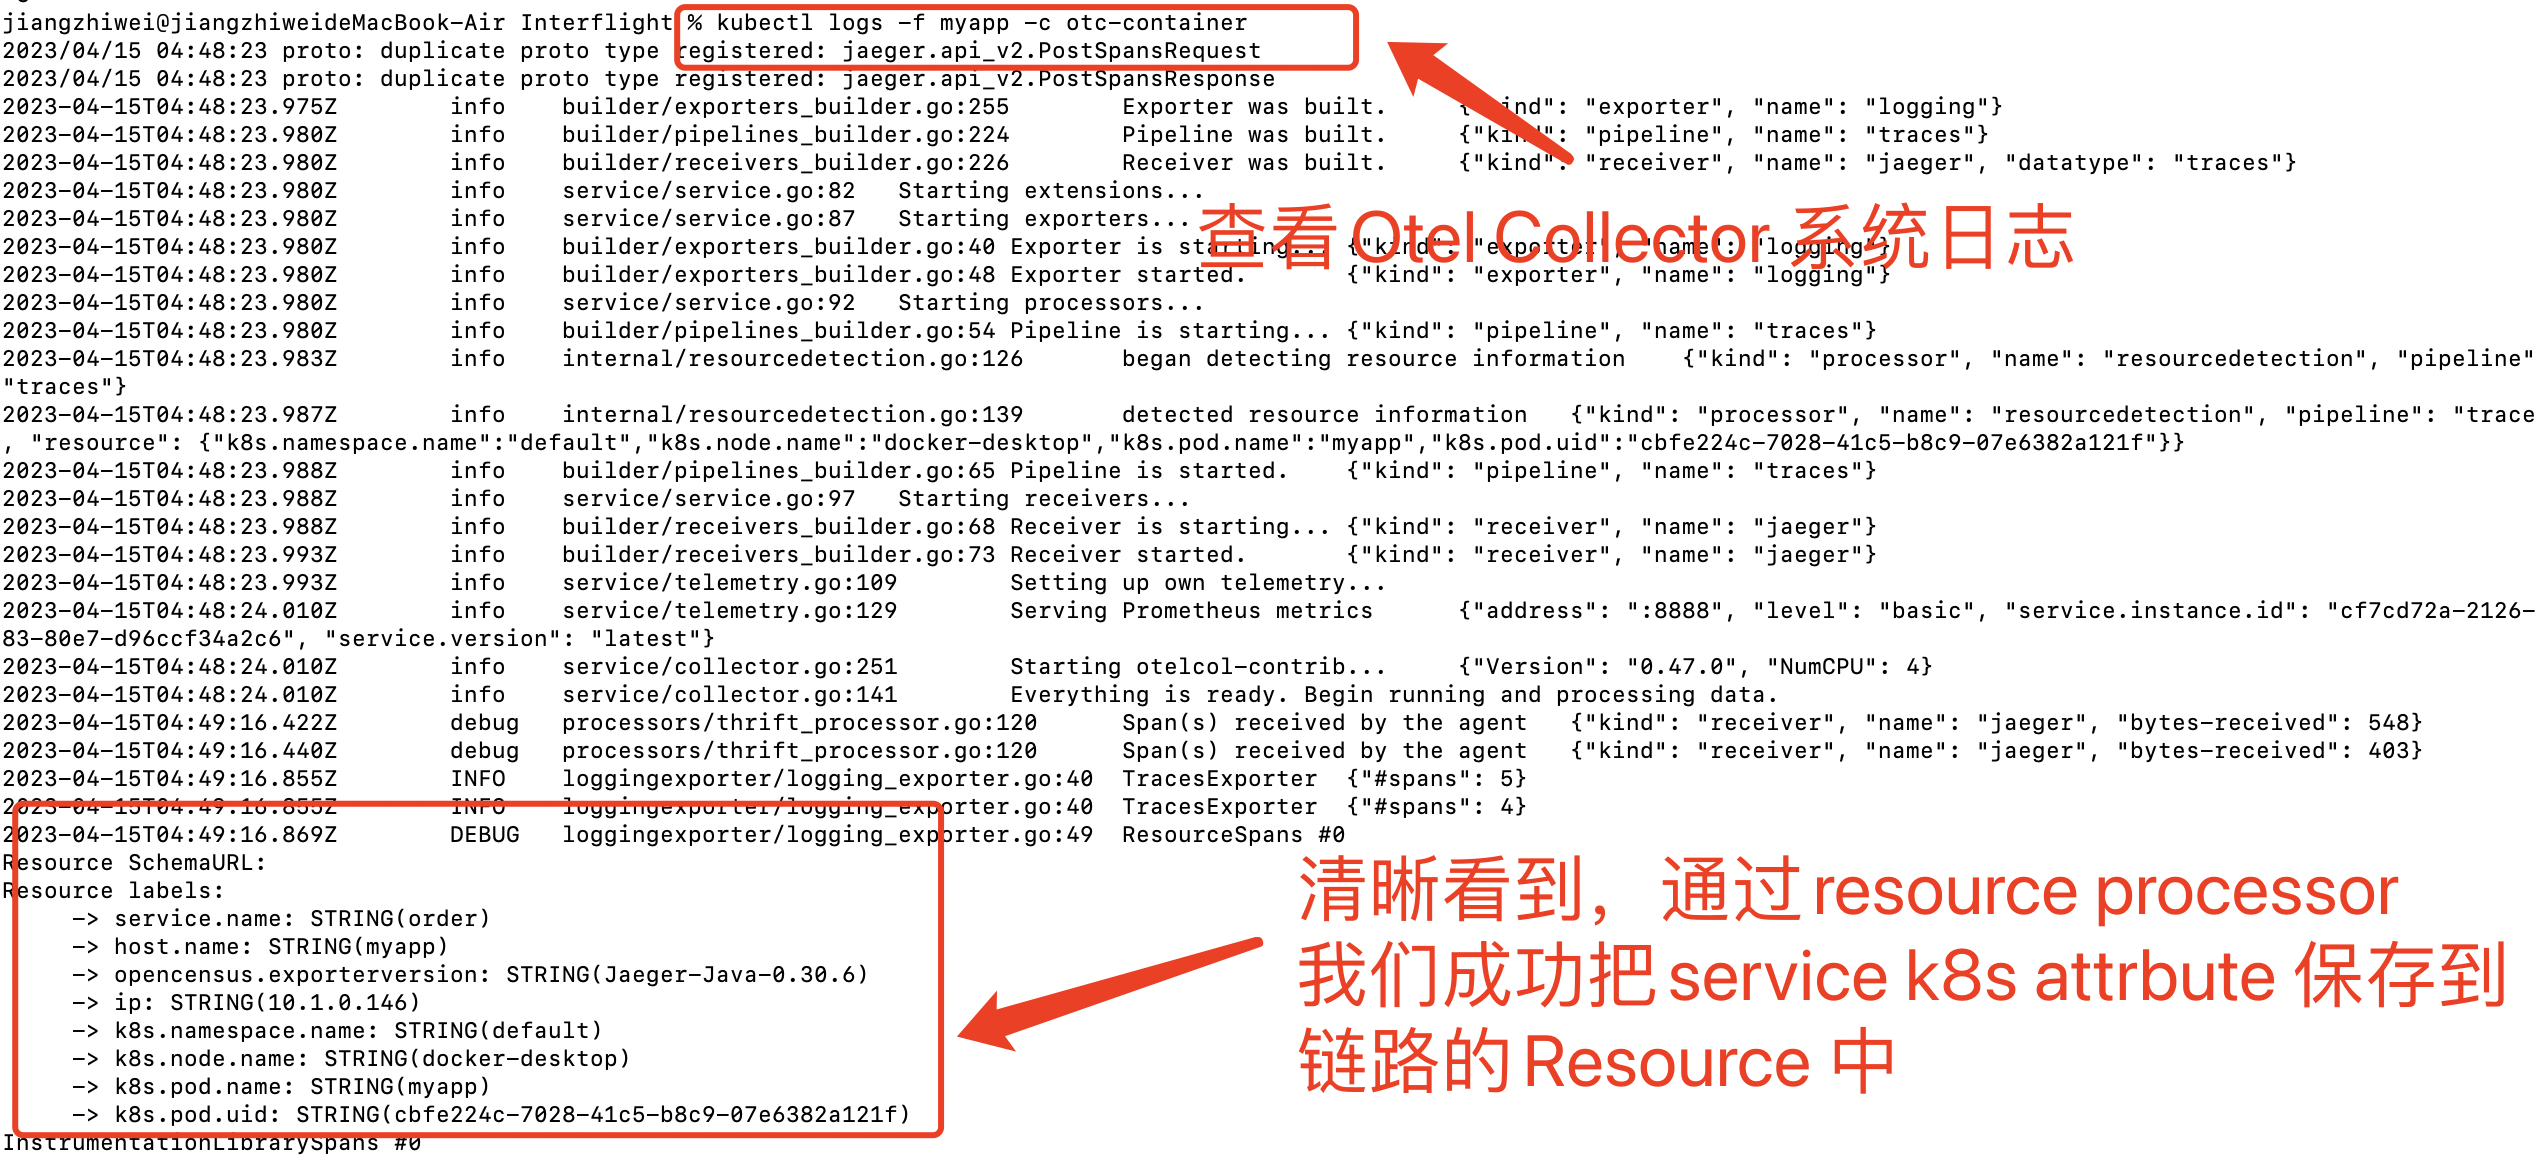 jiangzhiwei@jiangzhiweideMacBook-Air Interflight % kubectl logs -f myapp -c otc-container
2023/04/15 04:48:23 proto: duplicate proto type registered: jaeger.api_v2.PostSpansRequest
2023/04/15 04:48:23 proto: duplicate proto type registered: jaeger.api_v2.PostSpansResponse
2023-04-15T04:48:23.975Z info builder/exporters_builder.go:255 Exporter was built. {"kind": "exporter", "name": "logging"}
2023-04-15T04:48:23.980Z info builder/pipelines_builder.go:224 Pipeline was built. {"kind": "pipeline", "name": "traces"}
2023-04-15T04:48:23.980Z info builder/receivers_builder.go:226 Receiver was built. {"kind": "receiver", "name": "jaeger", "datatype": "traces"}
2023-04-15T04:48:23.980Z info service/service.go:82 Starting extensions...
2023-04-15T04:48:23.980Z info service/service.go:87 Starting exporters...
查看 Otel Collector 系统日志
2023-04-15T04:48:23.980Z info builder/exporters_builder.go:40 Exporter is starting... {"kind": "exporter", "name": "logging"}
2023-04-15T04:48:23.980Z info builder/exporters_builder.go:48 Exporter started. {"kind": "exporter", "name": "logging"}
2023-04-15T04:48:23.980Z info service/service.go:92 Starting processors...
2023-04-15T04:48:23.980Z info builder/pipelines_builder.go:54 Pipeline is starting... {"kind": "pipeline", "name": "traces"}
2023-04-15T04:48:23.983Z info internal/resourcedetection.go:126 began detecting resource information {"kind": "processor", "name": "resourcedetection", "pipeline"
"traces"}
2023-04-15T04:48:23.987Z info internal/resourcedetection.go:139 detected resource information {"kind": "processor", "name": "resourcedetection", "pipeline": "trace
, "resource": {"k8s.namespace.name":"default","k8s.node.name":"docker-desktop","k8s.pod.name":"myapp","k8s.pod.uid":"cbfe224c-7028-41c5-b8c9-07e6382a121f"}}
2023-04-15T04:48:23.988Z info builder/pipelines_builder.go:65 Pipeline is started. {"kind": "pipeline", "name": "traces"}
2023-04-15T04:48:23.988Z info service/service.go:97 Starting receivers...
2023-04-15T04:48:23.988Z info builder/receivers_builder.go:68 Receiver is starting... {"kind": "receiver", "name": "jaeger"}
2023-04-15T04:48:23.993Z info builder/receivers_builder.go:73 Receiver started. {"kind": "receiver", "name": "jaeger"}
2023-04-15T04:48:23.993Z info service/telemetry.go:109 Setting up own telemetry...
2023-04-15T04:48:24.010Z info service/telemetry.go:129 Serving Prometheus metrics {"address": ":8888", "level": "basic", "service.instance.id": "cf7cd72a-2126-
83-80e7-d96ccf34a2c6", "service.version": "latest"}
2023-04-15T04:48:24.010Z info service/collector.go:251 Starting otelcol-contrib... {"Version": "0.47.0", "NumCPU": 4}
2023-04-15T04:48:24.010Z info service/collector.go:141 Everything is ready. Begin running and processing data.
2023-04-15T04:49:16.422Z debug processors/thrift_processor.go:120 Span(s) received by the agent {"kind": "receiver", "name": "jaeger", "bytes-received": 548}
2023-04-15T04:49:16.440Z debug processors/thrift_processor.go:120 Span(s) received by the agent {"kind": "receiver", "name": "jaeger", "bytes-received": 403}
2023-04-15T04:49:16.855Z INFO loggingexporter/logging_exporter.go:40 TracesExporter {"#spans": 5}
2023-04-15T04:49:16.855Z INFO loggingexporter/logging_exporter.go:40 TracesExporter {"#spans": 4}
2023-04-15T04:49:16.869Z DEBUG loggingexporter/logging_exporter.go:49 ResourceSpans #0
Resource SchemaURL:
Resource labels:
-> service.name: STRING(order)
-> host.name: STRING(myapp)
-> opencensus.exporterversion: STRING(Jaeger-Java-0.30.6)
-> ip: STRING(10.1.0.146)
-> k8s.namespace.name: STRING(default)
-> k8s.node.name: STRING(docker-desktop)
-> k8s.pod.name: STRING(myapp)
-> k8s.pod.uid: STRING(cbfe224c-7028-41c5-b8c9-07e6382a121f)
InstrumentationLibrarySpans #0
清晰看到，通过 resource processor
我们成功把 service k8s attrbute 保存到
链路的 Resource 中